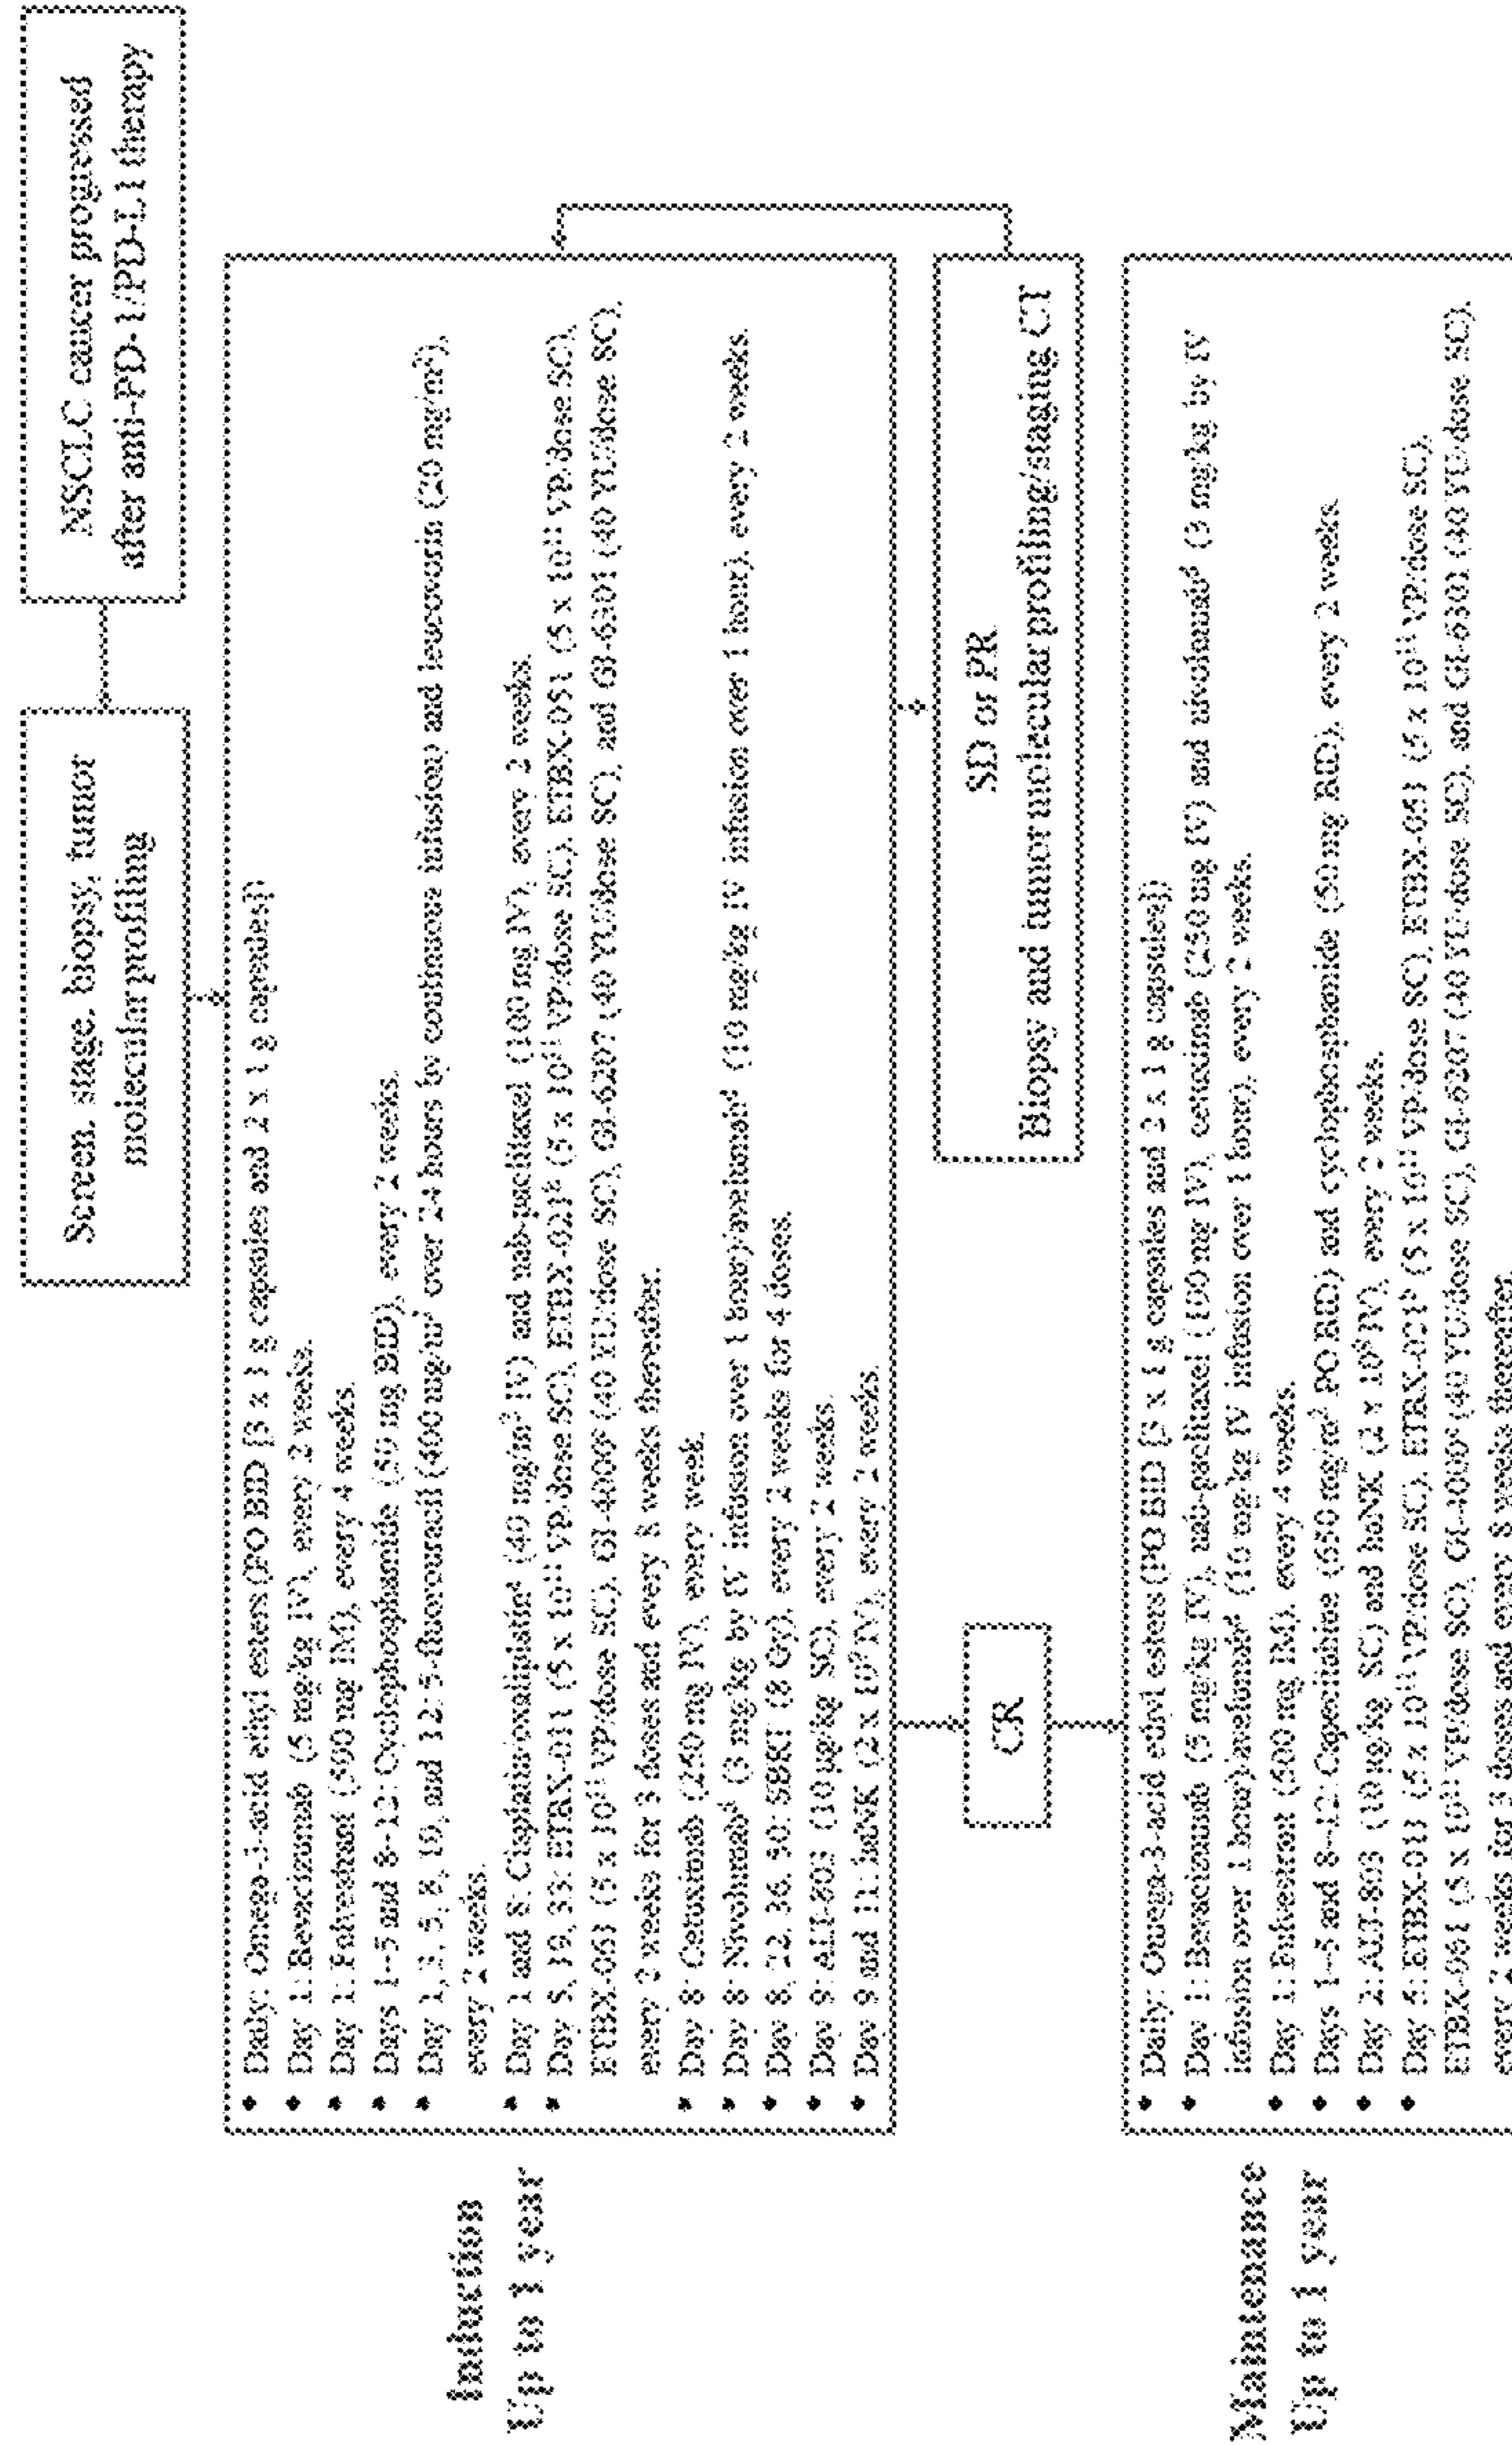 NSCLC cancer progressed
after anti-PD-1/PD-L1 therapy
Screen, stage, biopsy, tumor
molecular profiling
Induction
Up to 1 year
• Daily: Omega-3-acid ethyl esters (PO BID [3 x 1 g capsules and 2 x 1 g capsules])
• Day 1: Bevacizumab (5 mg/kg IV), every 2 weeks.
• Day 1: Fulvestrant (500 mg IM), every 4 weeks.
• Days 1–5 and 8–12: Cyclophosphamide (50 mg BID), every 2 weeks.
• Day 1, 3, 5, 8, 10, and 12: 5-fluorouracil (400 mg/m² over 24 hours by continuous infusion) and leucovorin (20 mg/m²),
every 2 weeks.
• Day 1 and 8: Cisplatin/oxaliplatin (40 mg/m² IV) and nab-paclitaxel (100 mg IV), every 2 weeks.
• Day 5, 19, 33: ETBX-011 (5 x 10¹¹ VP/dose SC), ETBX-021ᵇ (5 x 10¹¹ VP/dose SC), ETBX-051 (5 x 10¹¹ VP/dose SC),
ETBX-061 (5 x 10¹¹ VP/dose SC), GI-4000ᶜ (40 YU/dose SC), GI-6207 (40 YU/dose SC), and GI-6301 (40 YU/dose SC),
every 2 weeks for 3 doses and every 8 weeks thereafter.
• Day 8: Cetuximab (250 mg IV), every week.
• Day 8: Nivolumabᵈ (3 mg/kg by IV infusion over 1 hour)/avelumabᵈ (10 mg/kg IV infusion over 1 hour), every 2 weeks.
• Day 8, 22, 36, 50: SBRT (8 Gy), every 2 weeks for 4 doses.
• Day 9: ALT-803 (10 µg/kg SC), every 2 weeks.
• Day 9 and 11: haNK (2 x 10⁹ IV), every 2 weeks.
CR
SD or PR
Biopsy and tumor molecular profiling/staging CT
Maintenance
Up to 1 year
• Daily: Omega-3-acid ethyl esters (PO BID [3 x 1 g capsules and 2 x 1 g capsules])
• Day 1: Bevacizumab (5 mg/kg IV), nab-paclitaxel (100 mg IV), cetuximab (250 mg IV) and nivolumabᵈ (3 mg/kg by IV
infusion over 1 hour)/avelumabᵈ (10 mg/kg IV infusion over 1 hour), every 2 weeks.
• Day 1: Fulvestrant (500 mg IM), every 4 weeks.
• Days 1–5 and 8–12: Capecitabine (650 mg/m² PO BID) and cyclophosphamide (50 mg BID), every 2 weeks.
• Day 2: ALT-803 (10 µg/kg SC) and haNK (2 x 10⁹ IV), every 2 weeks.
• Day 5: ETBX-011 (5 x 10¹¹ VP/dose SC), ETBX-021ᵇ (5 x 10¹¹ VP/dose SC), ETBX-051 (5 x 10¹¹ VP/dose SC),
ETBX-061 (5 x 10¹¹ VP/dose SC), GI-4000ᶜ (40 YU/dose SC), GI-6207 (40 YU/dose SC), and GI-6301 (40 YU/dose SC),
every 2 weeks for 3 doses and every 8 weeks thereafter.